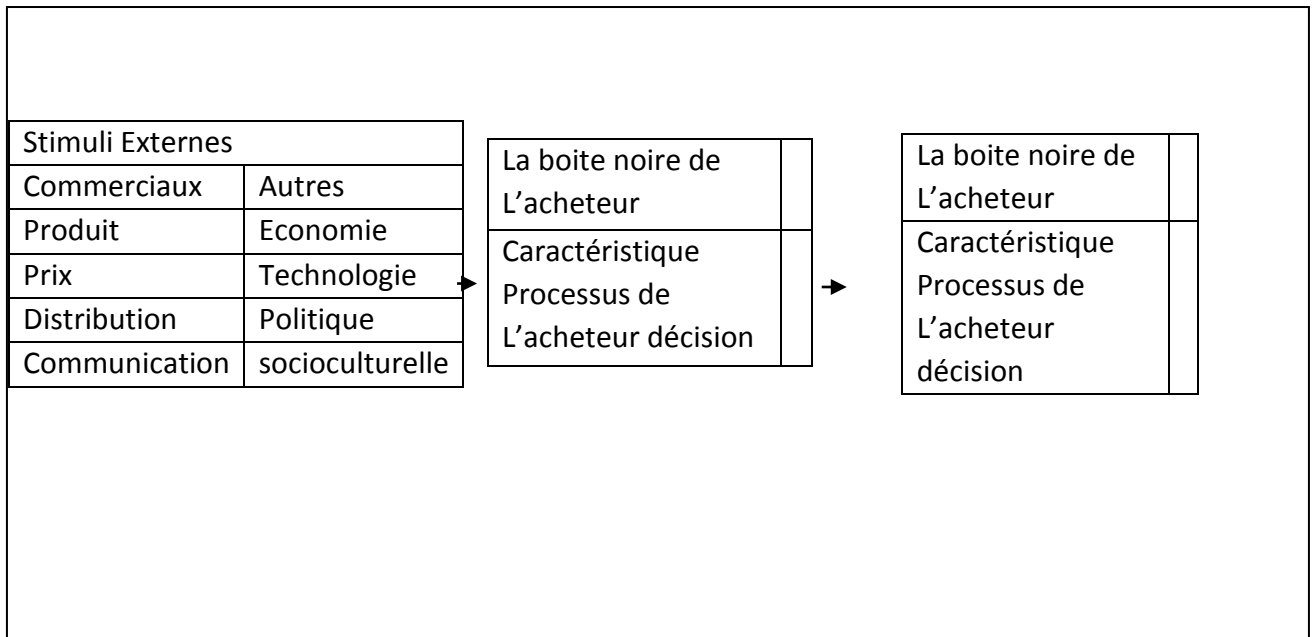 Stimuli Externes
Commerciaux Autres
Produit Economie
Prix Technologie
Distribution Politique
Communication socioculturelle
La boite noire de
L’acheteur
Caractéristique
Processus de
L’acheteur décision
La boite noire de
L’acheteur
Caractéristique
Processus de
L’acheteur
décision